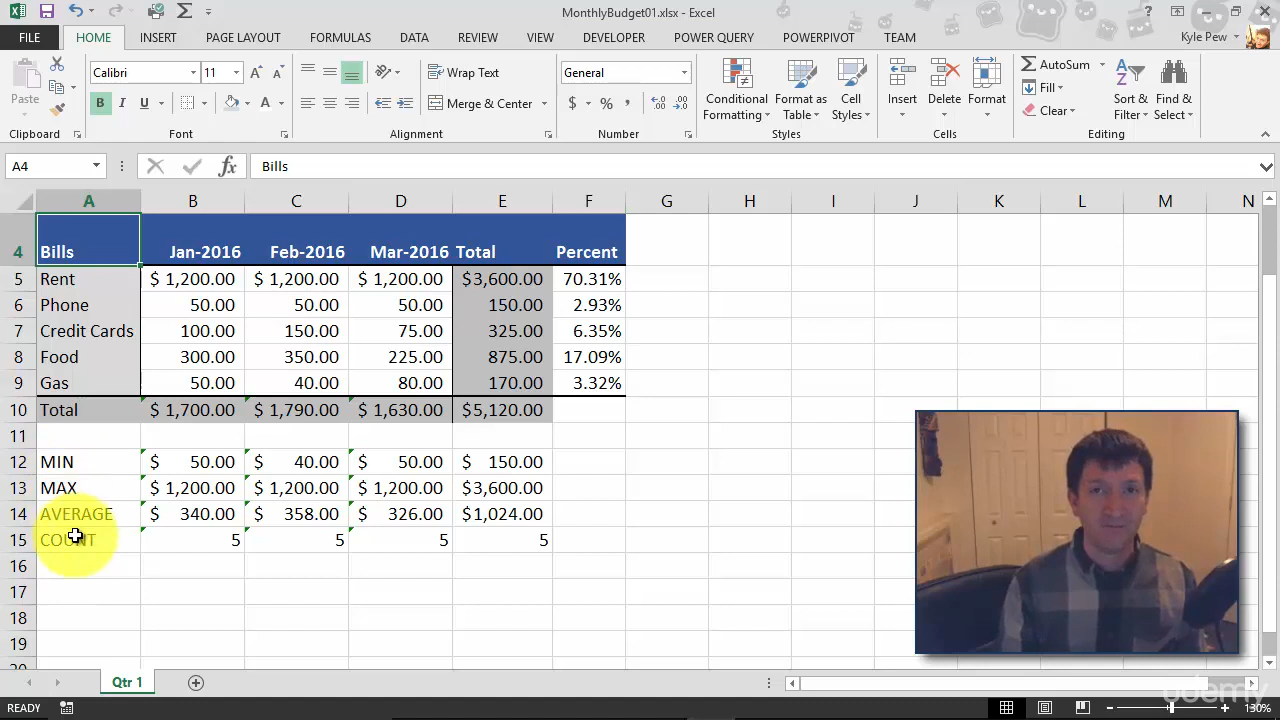 MonthlyBudget01.xlsx - Excel
FILE HOME INSERT PAGE LAYOUT FORMULAS DATA REVIEW VIEW DEVELOPER POWER QUERY POWERPIVOT TEAM Kyle Pew
Paste
Clipboard
Calibri 11
B I U
Font
Wrap Text
Merge & Center
Alignment
General
$ % ,
Number
Conditional Formatting
Format as Table
Cell Styles
Styles
Insert
Delete
Format
Cells
AutoSum
Fill
Clear
Sort & Filter
Find & Select
Editing
A4 fx Bills
A B C D E F G H I J K L M N
4 Bills Jan-2016 Feb-2016 Mar-2016 Total Percent
5 Rent $ 1,200.00 $ 1,200.00 $ 1,200.00 $3,600.00 70.31%
6 Phone 50.00 50.00 50.00 150.00 2.93%
7 Credit Cards 100.00 150.00 75.00 325.00 6.35%
8 Food 300.00 350.00 225.00 875.00 17.09%
9 Gas 50.00 40.00 80.00 170.00 3.32%
10 Total $ 1,700.00 $ 1,790.00 $ 1,630.00 $5,120.00
11
12 MIN $ 50.00 $ 40.00 $ 50.00 $ 150.00
13 MAX $ 1,200.00 $ 1,200.00 $ 1,200.00 $3,600.00
14 AVERAGE $ 340.00 $ 358.00 $ 326.00 $1,024.00
15 COUNT 5 5 5 5
16
17
18
19
20
Qtr 1
udemy
READY 130%